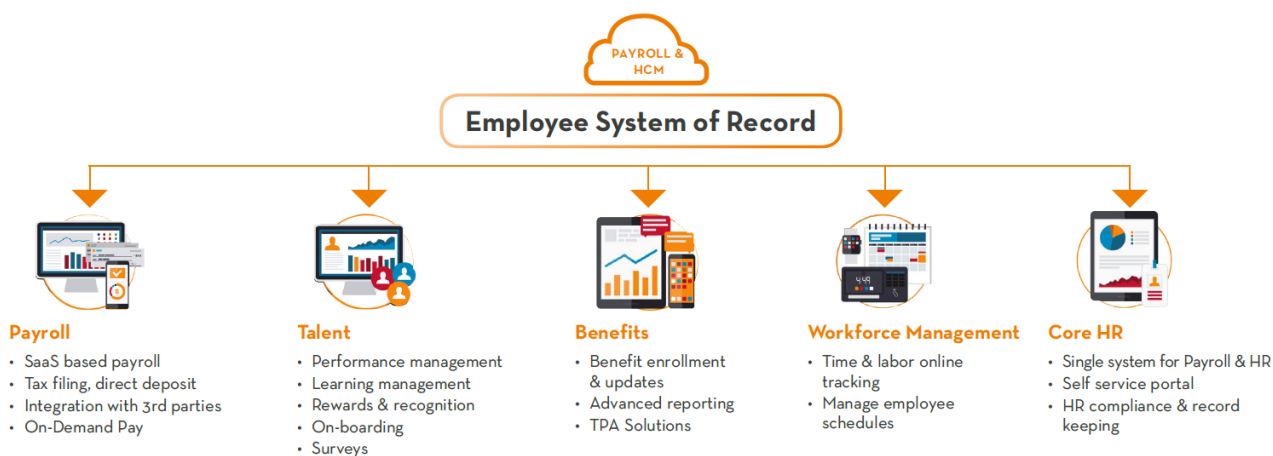 PAYROLL &
HCM
Employee System of Record
Payroll
• SaaS based payroll
• Tax filing, direct deposit
• Integration with 3rd parties
• On-Demand Pay
Talent
• Performance management
• Learning management
• Rewards & recognition
• On-boarding
• Surveys
Benefits
• Benefit enrollment
& updates
• Advanced reporting
• TPA Solutions
4:49
Workforce Management
• Time & labor online
tracking
• Manage employee
schedules
Core HR
• Single system for Payroll & HR
• Self service portal
• HR compliance & record
keeping